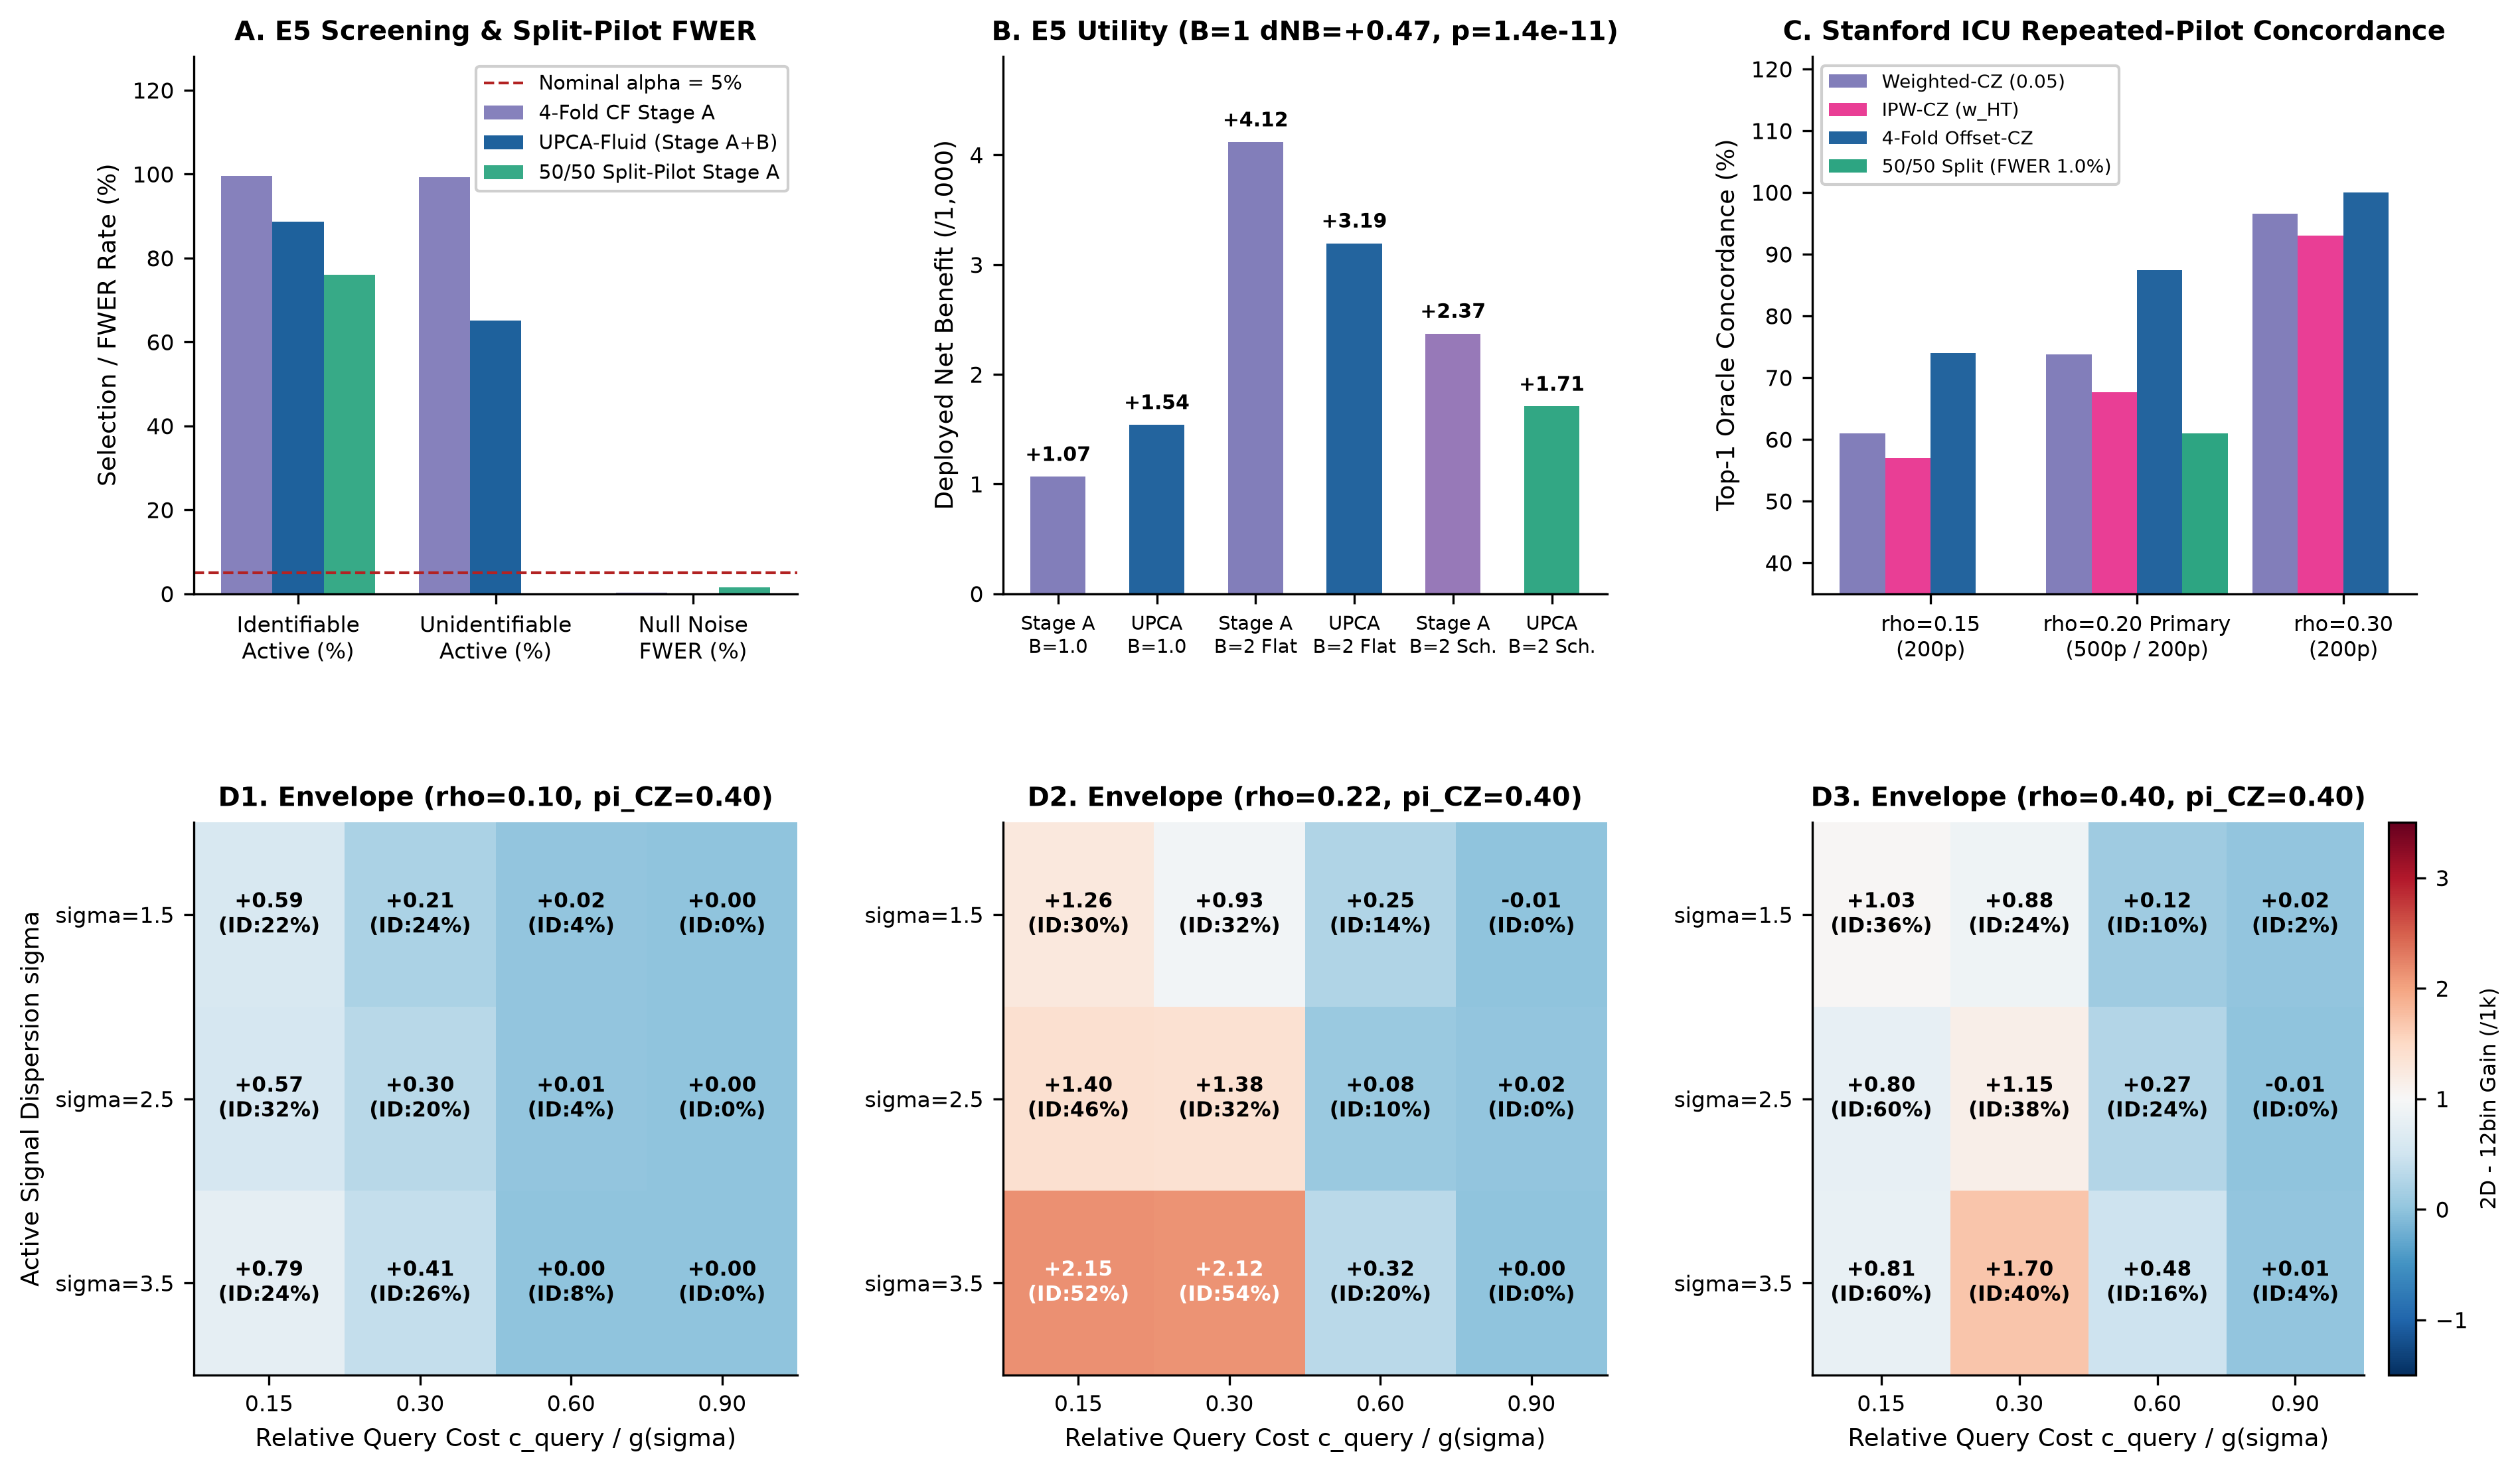 A. E5 Screening & Split-Pilot FWER
Selection / FWER Rate (%)
120
100
80
60
40
20
0
Nominal alpha = 5%
4-Fold CF Stage A
UPCA-Fluid (Stage A+B)
50/50 Split-Pilot Stage A
Identifiable
Active (%)
Unidentifiable
Active (%)
Null Noise
FWER (%)
B. E5 Utility (B=1 dNB=+0.47, p=1.4e-11)
Deployed Net Benefit (/1,000)
4
3
2
1
0
+1.07
+1.54
+4.12
+3.19
+2.37
+1.71
Stage A
B=1.0
UPCA
B=1.0
Stage A
B=2 Flat
UPCA
B=2 Flat
Stage A
B=2 Sch.
UPCA
B=2 Sch.
C. Stanford ICU Repeated-Pilot Concordance
Top-1 Oracle Concordance (%)
120
110
100
90
80
70
60
50
40
Weighted-CZ (0.05)
IPW-CZ (w_HT)
4-Fold Offset-CZ
50/50 Split (FWER 1.0%)
rho=0.15
(200p)
rho=0.20 Primary
(500p / 200p)
rho=0.30
(200p)
D1. Envelope (rho=0.10, pi_CZ=0.40)
Active Signal Dispersion sigma
sigma=1.5
sigma=2.5
sigma=3.5
+0.59
(ID:22%)
+0.21
(ID:24%)
+0.02
(ID:4%)
+0.00
(ID:0%)
+0.57
(ID:32%)
+0.30
(ID:20%)
+0.01
(ID:4%)
+0.00
(ID:0%)
+0.79
(ID:24%)
+0.41
(ID:26%)
+0.00
(ID:8%)
+0.00
(ID:0%)
0.15
0.30
0.60
0.90
Relative Query Cost c_query / g(sigma)
D2. Envelope (rho=0.22, pi_CZ=0.40)
sigma=1.5
sigma=2.5
sigma=3.5
+1.26
(ID:30%)
+0.93
(ID:32%)
+0.25
(ID:14%)
-0.01
(ID:0%)
+1.40
(ID:46%)
+1.38
(ID:32%)
+0.08
(ID:10%)
+0.02
(ID:0%)
+2.15
(ID:52%)
+2.12
(ID:54%)
+0.32
(ID:20%)
+0.00
(ID:0%)
0.15
0.30
0.60
0.90
Relative Query Cost c_query / g(sigma)
D3. Envelope (rho=0.40, pi_CZ=0.40)
sigma=1.5
sigma=2.5
sigma=3.5
+1.03
(ID:36%)
+0.88
(ID:24%)
+0.12
(ID:10%)
+0.02
(ID:2%)
+0.80
(ID:60%)
+1.15
(ID:38%)
+0.27
(ID:24%)
-0.01
(ID:0%)
+0.81
(ID:60%)
+1.70
(ID:40%)
+0.48
(ID:16%)
+0.01
(ID:4%)
0.15
0.30
0.60
0.90
Relative Query Cost c_query / g(sigma)
3
2
1
0
−1
2D - 12bin Gain (/1k)